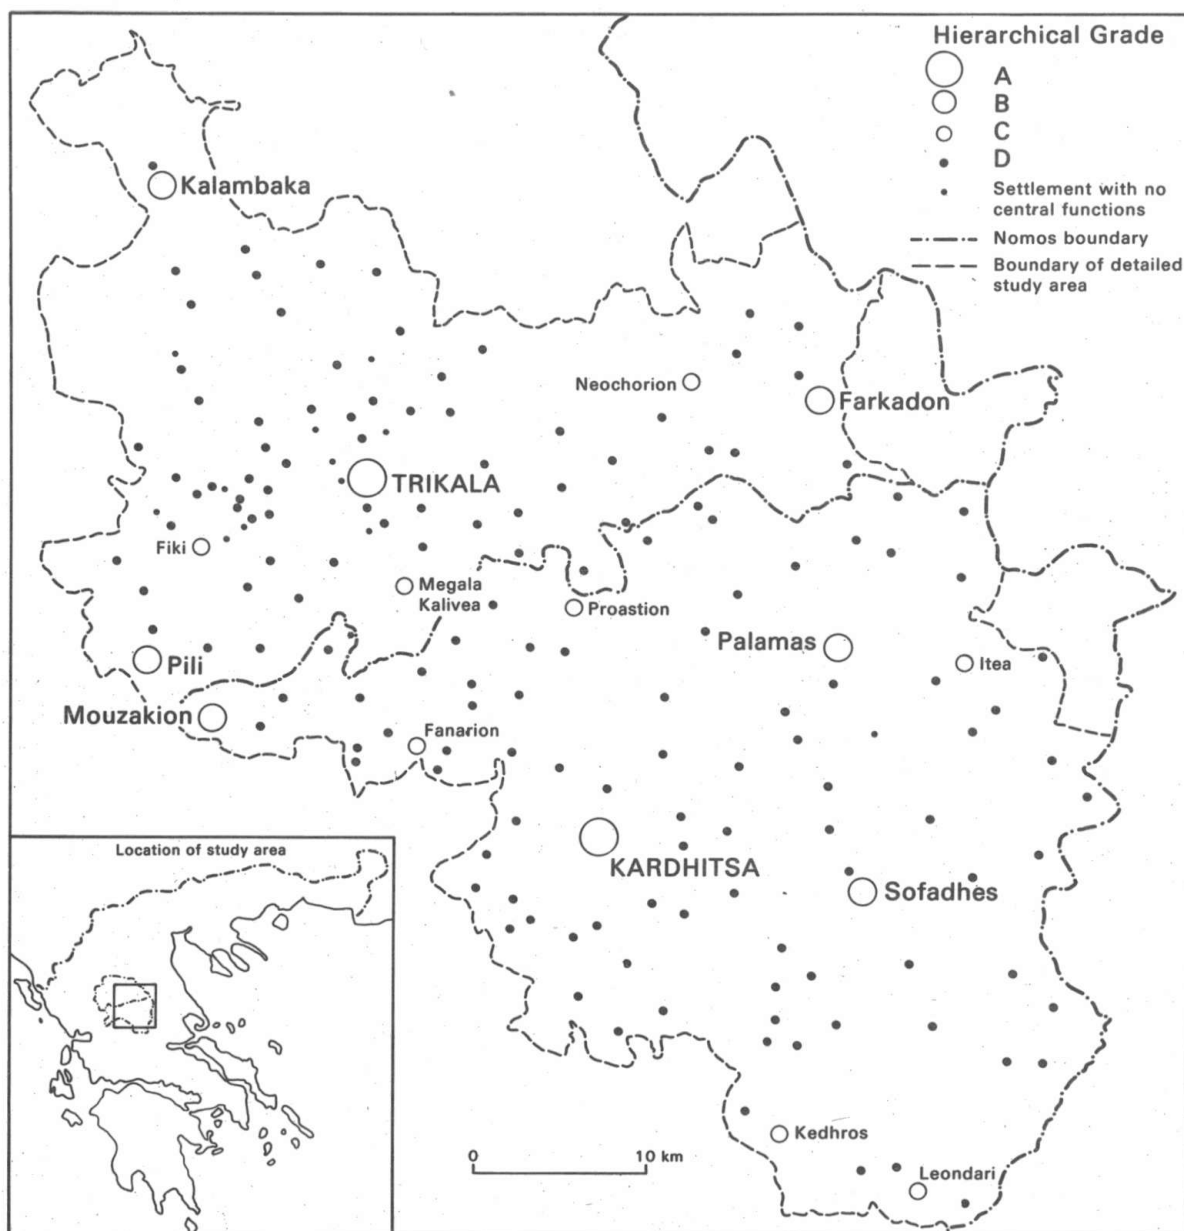 Hierarchical Grade
A
B
C
D
Settlement with no
central functions
Nomos boundary
Boundary of detailed
study area
Kalambaka
Neochorion
Farkadon
TRIKALA
Fiki
Megala
Kalivea
Proastion
Palamas
Itea
Pili
Mouzakion
Fanarion
KARDHITSA
Sofadhes
Location of study area
Kedhros
Leondari
0
10 km